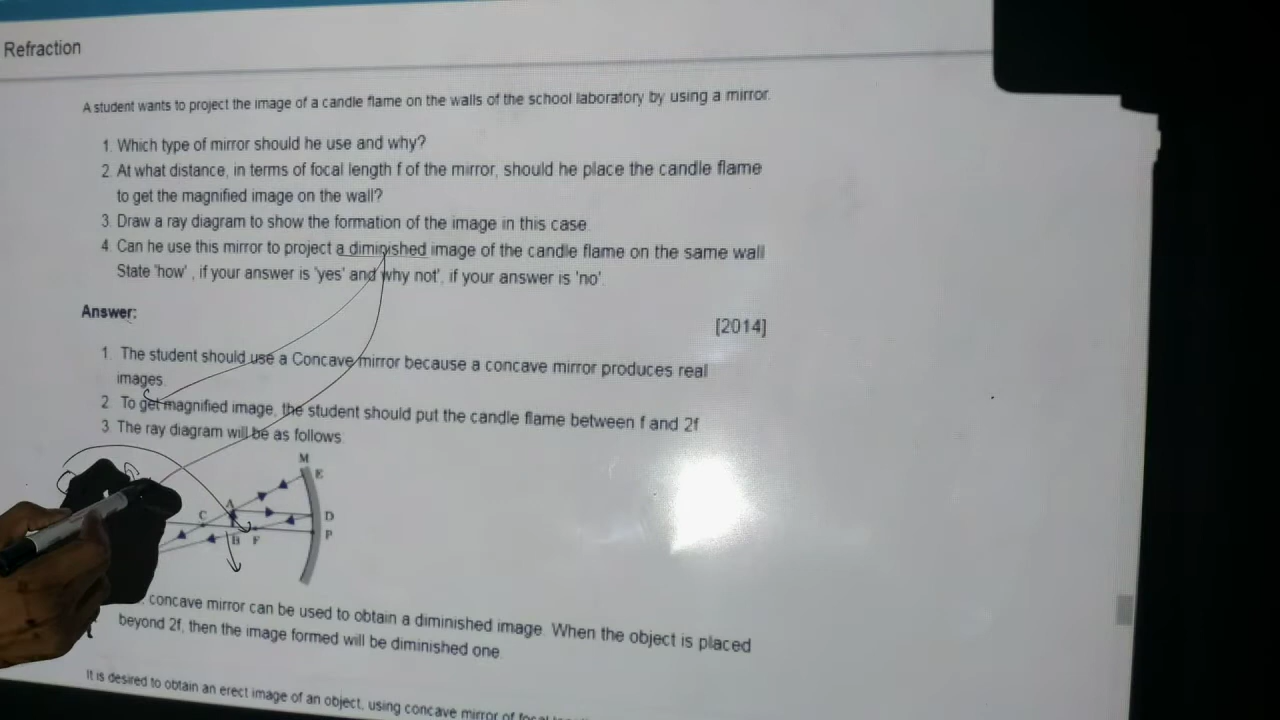 Refraction
A student wants to project the image of a candle flame on the walls of the school laboratory by using a mirror.
1. Which type of mirror should he use and why?
2. At what distance, in terms of focal length f of the mirror, should he place the candle flame
to get the magnified image on the wall?
3. Draw a ray diagram to show the formation of the image in this case.
4. Can he use this mirror to project a diminished image of the candle flame on the same wall
State 'how', if your answer is 'yes' and 'why not', if your answer is 'no'.
Answer:
[2014]
1. The student should use a Concave mirror because a concave mirror produces real
images.
2. To get magnified image, the student should put the candle flame between f and 2f
3. The ray diagram will be as follows:
M
E
A
C
D
B F
P
concave mirror can be used to obtain a diminished image. When the object is placed
beyond 2f, then the image formed will be diminished one.
It is desired to obtain an erect image of an object, using concave mirror of focal